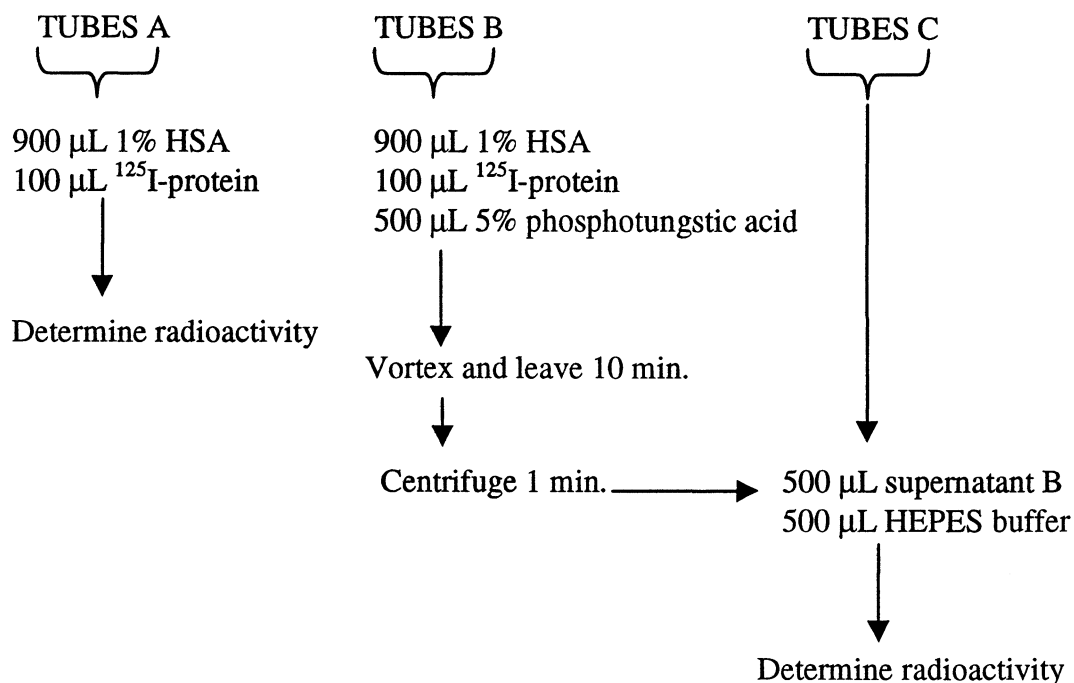 TUBES A
900 µL 1% HSA
100 µL ¹²⁵I-protein
Determine radioactivity
TUBES B
900 µL 1% HSA
100 µL ¹²⁵I-protein
500 µL 5% phosphotungstic acid
Vortex and leave 10 min.
Centrifuge 1 min.
TUBES C
500 µL supernatant B
500 µL HEPES buffer
Determine radioactivity